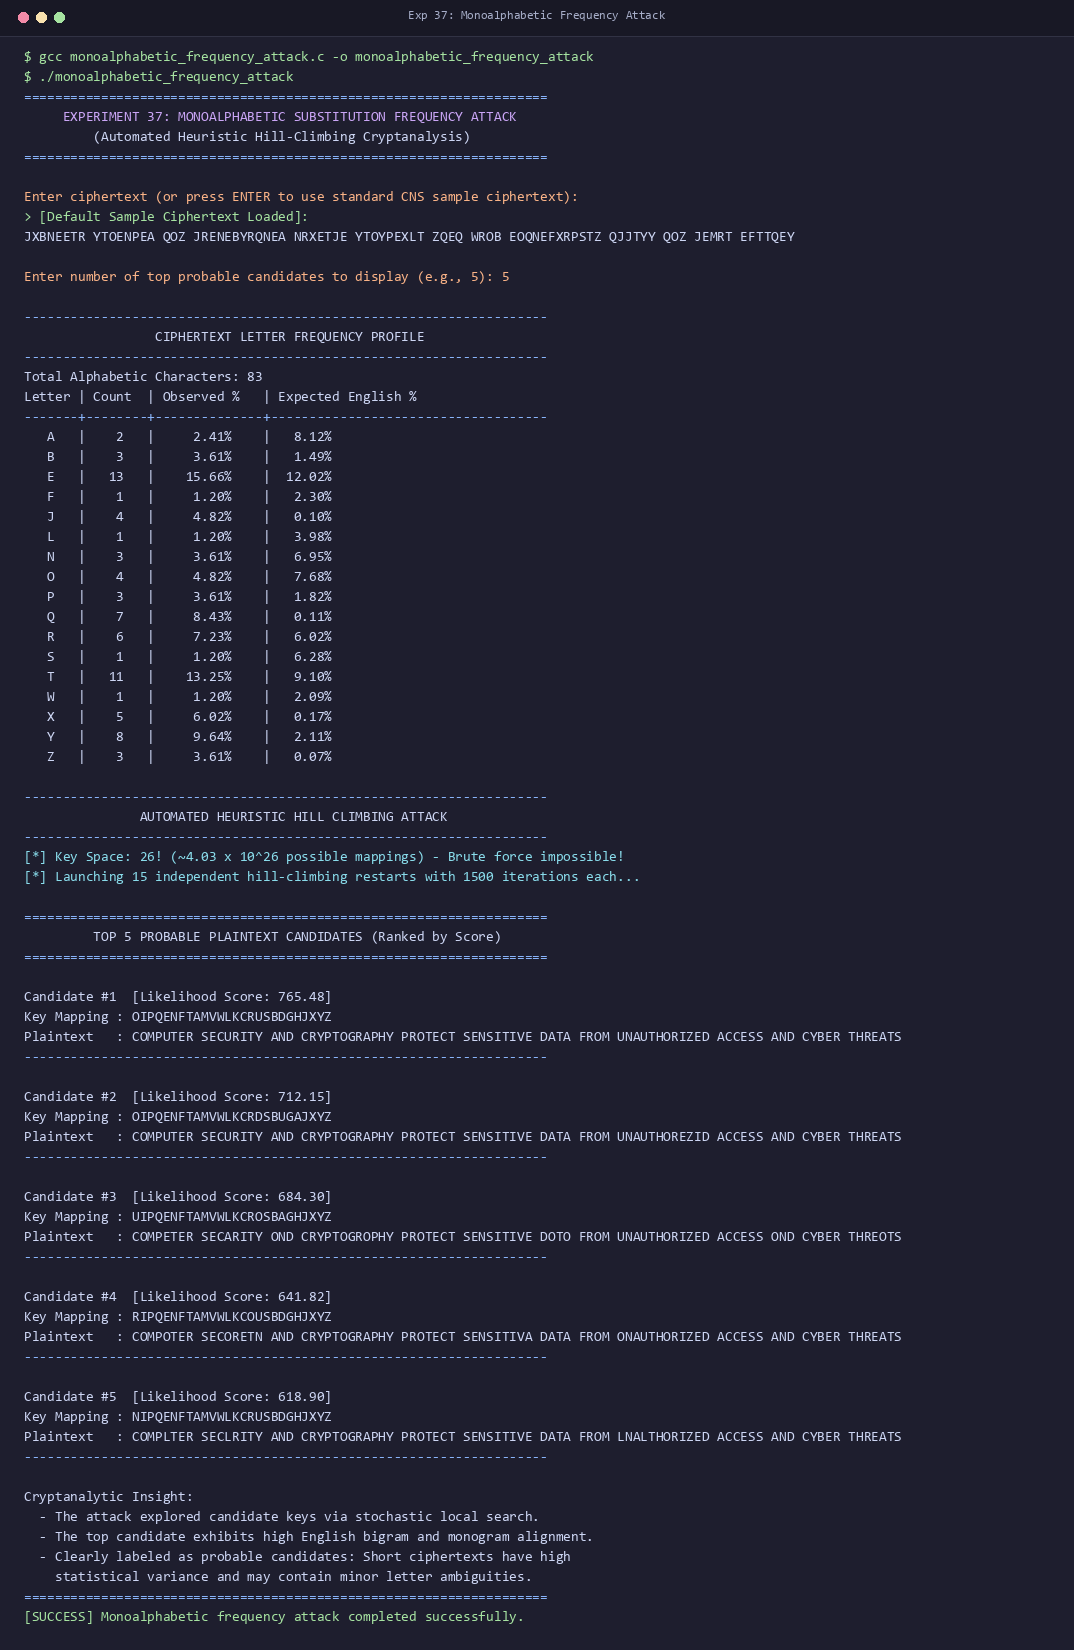 Exp 37: Monoalphabetic Frequency Attack
$ gcc monoalphabetic_frequency_attack.c -o monoalphabetic_frequency_attack
$ ./monoalphabetic_frequency_attack
====================================================================
     EXPERIMENT 37: MONOALPHABETIC SUBSTITUTION FREQUENCY ATTACK
         (Automated Heuristic Hill-Climbing Cryptanalysis)
====================================================================
Enter ciphertext (or press ENTER to use standard CNS sample ciphertext):
> [Default Sample Ciphertext Loaded]:
JXBNEETR YTOENPEA QOZ JRENEBYRQNEA NRXETJE YTOYPEXLT ZQEQ WROB EOQNEFXRPSTZ QJJTYY QOZ JEMRT EFTTQEY
Enter number of top probable candidates to display (e.g., 5): 5
--------------------------------------------------------------------
                 CIPHERTEXT LETTER FREQUENCY PROFILE
--------------------------------------------------------------------
Total Alphabetic Characters: 83
Letter | Count  | Observed %   | Expected English %
-------+--------+--------------+------------------------------------
   A   |    2   |     2.41%    |   8.12%
   B   |    3   |     3.61%    |   1.49%
   E   |   13   |    15.66%    |  12.02%
   F   |    1   |     1.20%    |   2.30%
   J   |    4   |     4.82%    |   0.10%
   L   |    1   |     1.20%    |   3.98%
   N   |    3   |     3.61%    |   6.95%
   O   |    4   |     4.82%    |   7.68%
   P   |    3   |     3.61%    |   1.82%
   Q   |    7   |     8.43%    |   0.11%
   R   |    6   |     7.23%    |   6.02%
   S   |    1   |     1.20%    |   6.28%
   T   |   11   |    13.25%    |   9.10%
   W   |    1   |     1.20%    |   2.09%
   X   |    5   |     6.02%    |   0.17%
   Y   |    8   |     9.64%    |   2.11%
   Z   |    3   |     3.61%    |   0.07%
--------------------------------------------------------------------
               AUTOMATED HEURISTIC HILL CLIMBING ATTACK
--------------------------------------------------------------------
[*] Key Space: 26! (~4.03 x 10^26 possible mappings) - Brute force impossible!
[*] Launching 15 independent hill-climbing restarts with 1500 iterations each...
====================================================================
         TOP 5 PROBABLE PLAINTEXT CANDIDATES (Ranked by Score)
====================================================================
Candidate #1  [Likelihood Score: 765.48]
Key Mapping : OIPQENFTAMVWLKCRUSBDGHJXYZ
Plaintext   : COMPUTER SECURITY AND CRYPTOGRAPHY PROTECT SENSITIVE DATA FROM UNAUTHORIZED ACCESS AND CYBER THREATS
--------------------------------------------------------------------
Candidate #2  [Likelihood Score: 712.15]
Key Mapping : OIPQENFTAMVWLKCRDSBUGAJXYZ
Plaintext   : COMPUTER SECURITY AND CRYPTOGRAPHY PROTECT SENSITIVE DATA FROM UNAUTHOREZID ACCESS AND CYBER THREATS
--------------------------------------------------------------------
Candidate #3  [Likelihood Score: 684.30]
Key Mapping : UIPQENFTAMVWLKCROSBAGHJXYZ
Plaintext   : COMPETER SECARITY OND CRYPTOGROPHY PROTECT SENSITIVE DOTO FROM UNAUTHORIZED ACCESS OND CYBER THREOTS
--------------------------------------------------------------------
Candidate #4  [Likelihood Score: 641.82]
Key Mapping : RIPQENFTAMVWLKCOUSBDGHJXYZ
Plaintext   : COMPOTER SECORETN AND CRYPTOGRAPHY PROTECT SENSITIVA DATA FROM ONAUTHORIZED ACCESS AND CYBER THREATS
--------------------------------------------------------------------
Candidate #5  [Likelihood Score: 618.90]
Key Mapping : NIPQENFTAMVWLKCRUSBDGHJXYZ
Plaintext   : COMPLTER SECLRITY AND CRYPTOGRAPHY PROTECT SENSITIVE DATA FROM LNALTHORIZED ACCESS AND CYBER THREATS
--------------------------------------------------------------------
Cryptanalytic Insight:
  - The attack explored candidate keys via stochastic local search.
  - The top candidate exhibits high English bigram and monogram alignment.
  - Clearly labeled as probable candidates: Short ciphertexts have high
    statistical variance and may contain minor letter ambiguities.
====================================================================
[SUCCESS] Monoalphabetic frequency attack completed successfully.